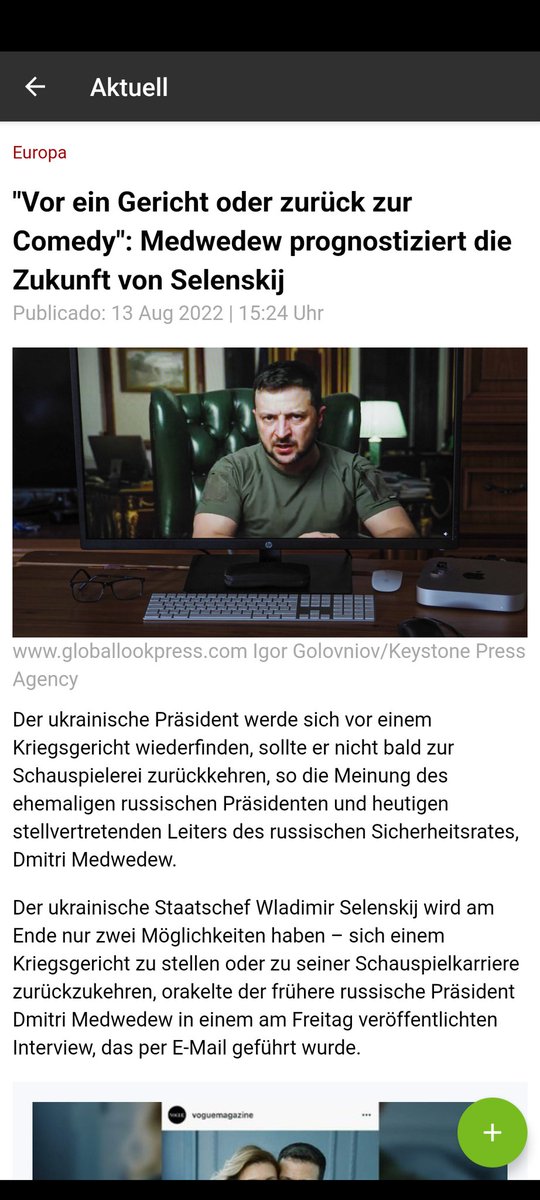 Aktuell
Europa
"Vor ein Gericht oder zurück zur
Comedy": Medwedew prognostiziert die
Zukunft von Selenskij
Publicado: 13 Aug 2022 | 15:24 Uhr
www.globallookpress.com Igor Golovniov/Keystone Press
Agency
Der ukrainische Präsident werde sich vor einem
Kriegsgericht wiederfinden, sollte er nicht bald zur
Schauspielerei zurückkehren, so die Meinung des
ehemaligen russischen Präsidenten und heutigen
stellvertretenden Leiters des russischen Sicherheitsrates,
Dmitri Medwedew.
Der ukrainische Staatschef Wladimir Selenskij wird am
Ende nur zwei Möglichkeiten haben – sich einem
Kriegsgericht zu stellen oder zu seiner Schauspielkarriere
zurückzukehren, orakelte der frühere russische Präsident
Dmitri Medwedew in einem am Freitag veröffentlichten
Interview, das per E-Mail geführt wurde.
VOGUE voguemagazine